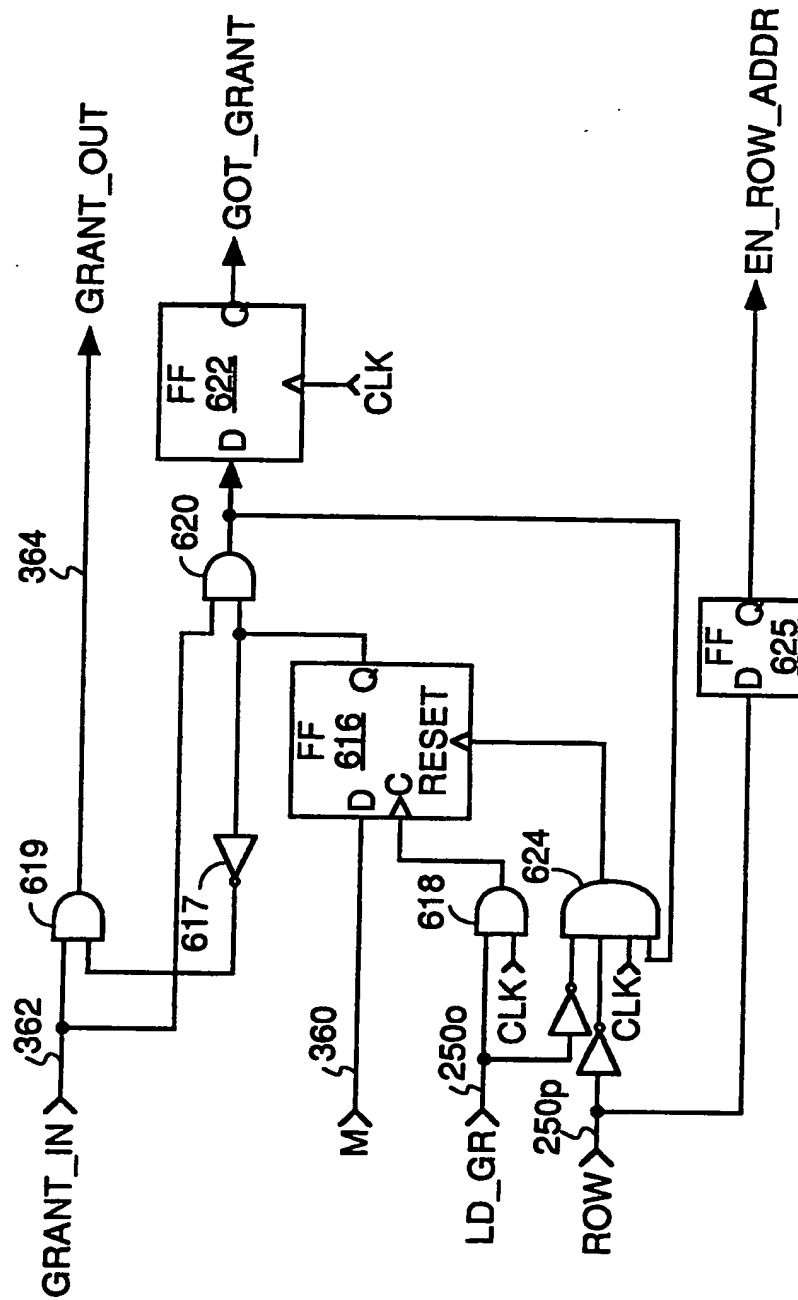 GRANT_IN
362
619
364
GRANT_OUT
617
620
D
FF
622
Q
GOT_GRANT
CLK
M
360
D
FF
616
Q
C
RESET
LD_GR
250o
618
CLK
624
CLK
ROW
250p
D
FF
625
Q
EN_ROW_ADDR